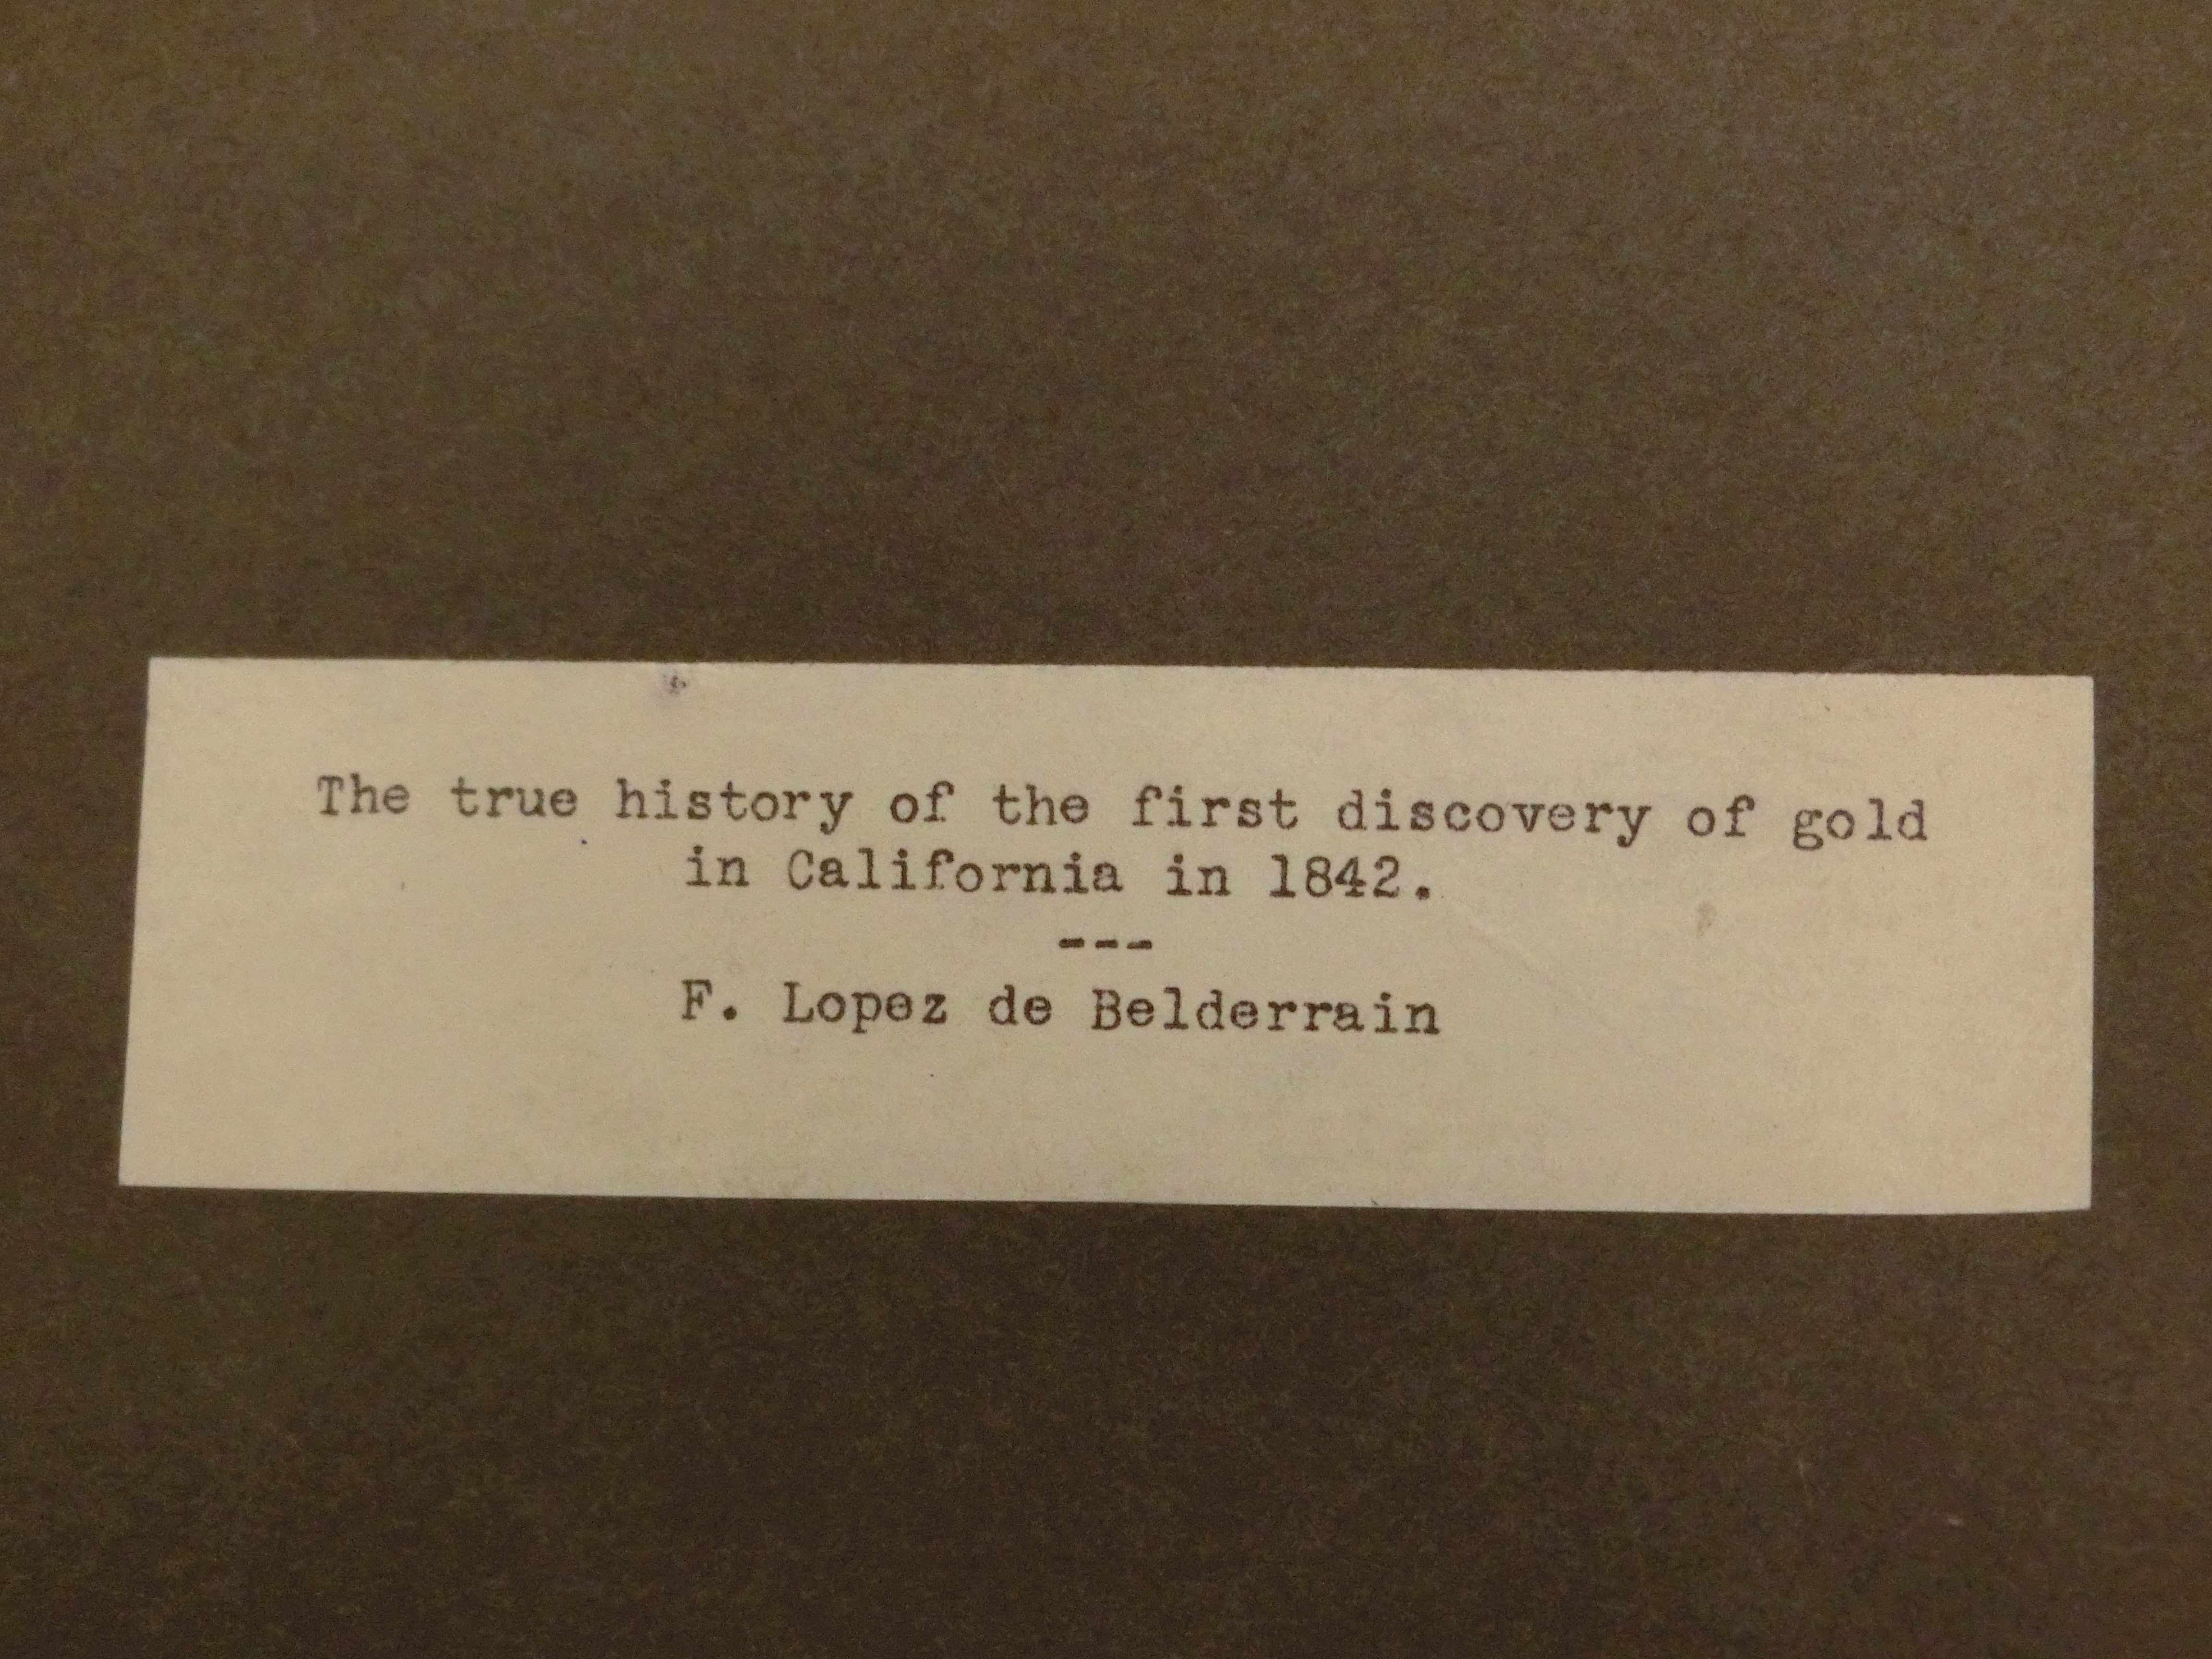 The true history of the first discovery of gold
in California in 1842.
---
F. Lopez de Belderrain